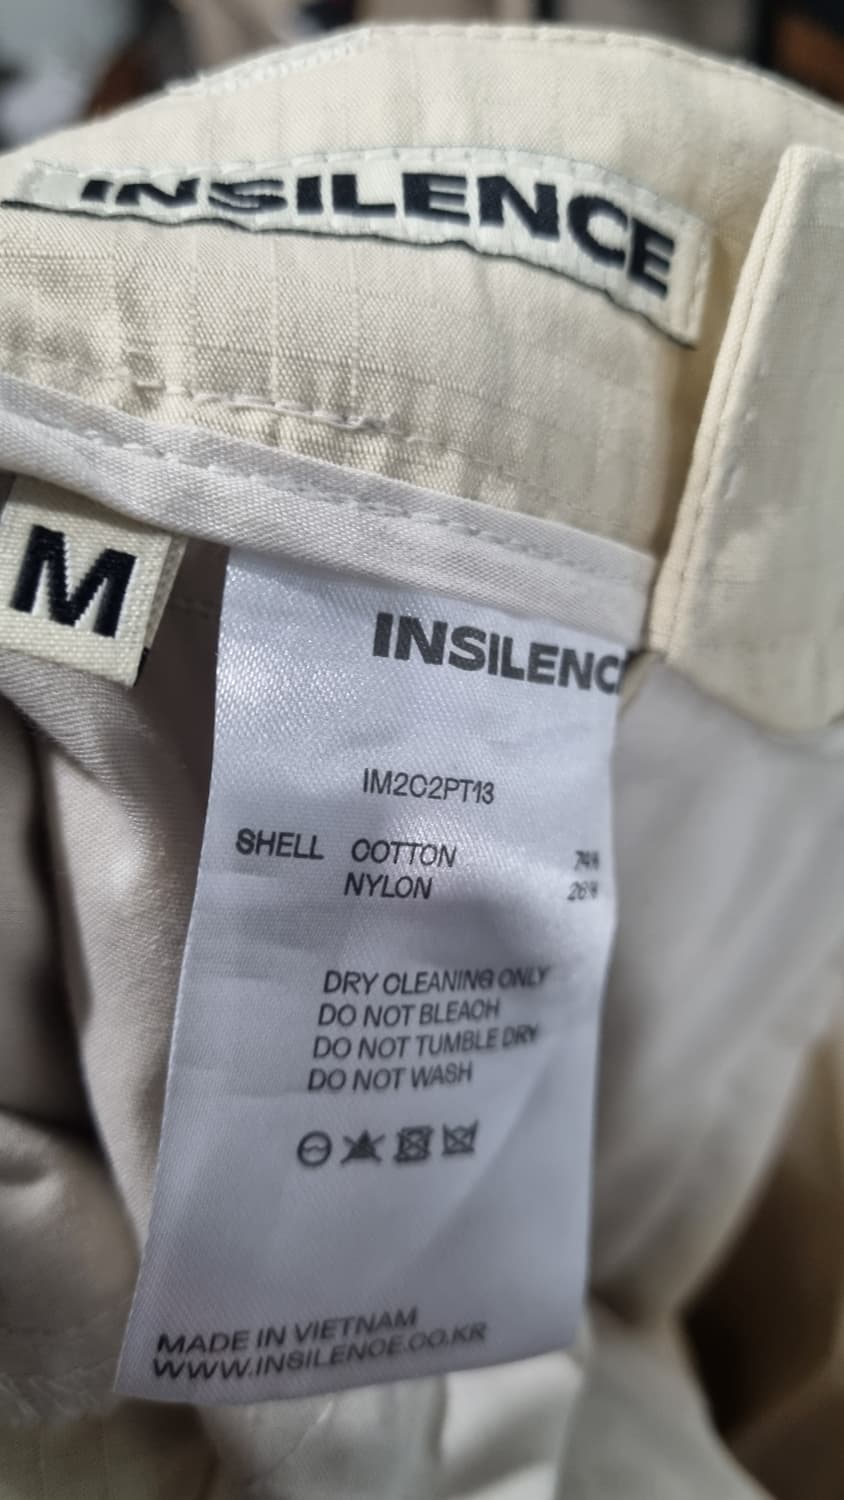 INSILENCE
M
INSILENC
IM2C2PT13
SHELL COTTON 74%
NYLON 26%
DRY CLEANING ONLY
DO NOT BLEACH
DO NOT TUMBLE DRY
DO NOT WASH
MADE IN VIETNAM
WWW.INSILENCE.CO.KR